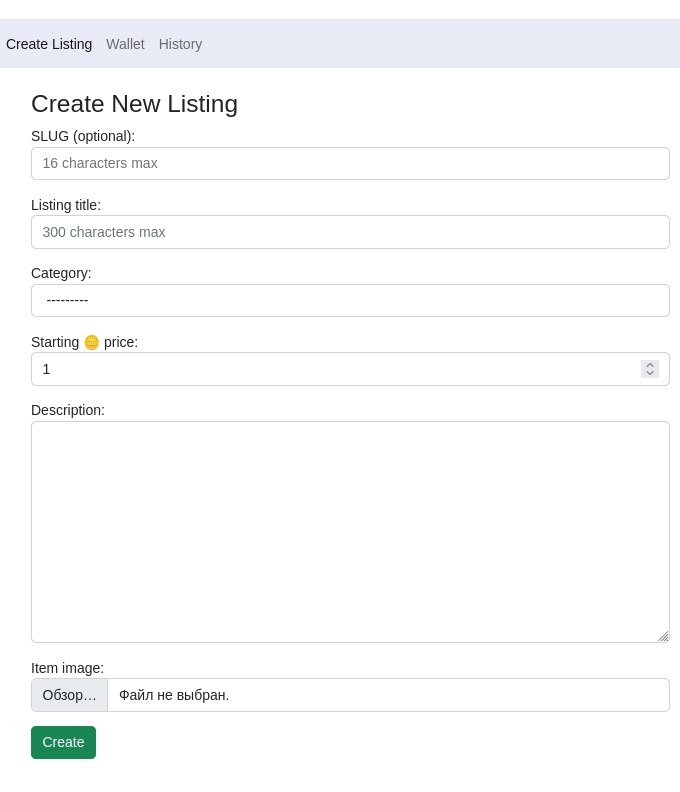 Create Listing Wallet History
Create New Listing
SLUG (optional):
16 characters max
Listing title:
300 characters max
Category:
---------
Starting 🪙 price:
1
Description:
Item image:
Обзор... Файл не выбран.
Create